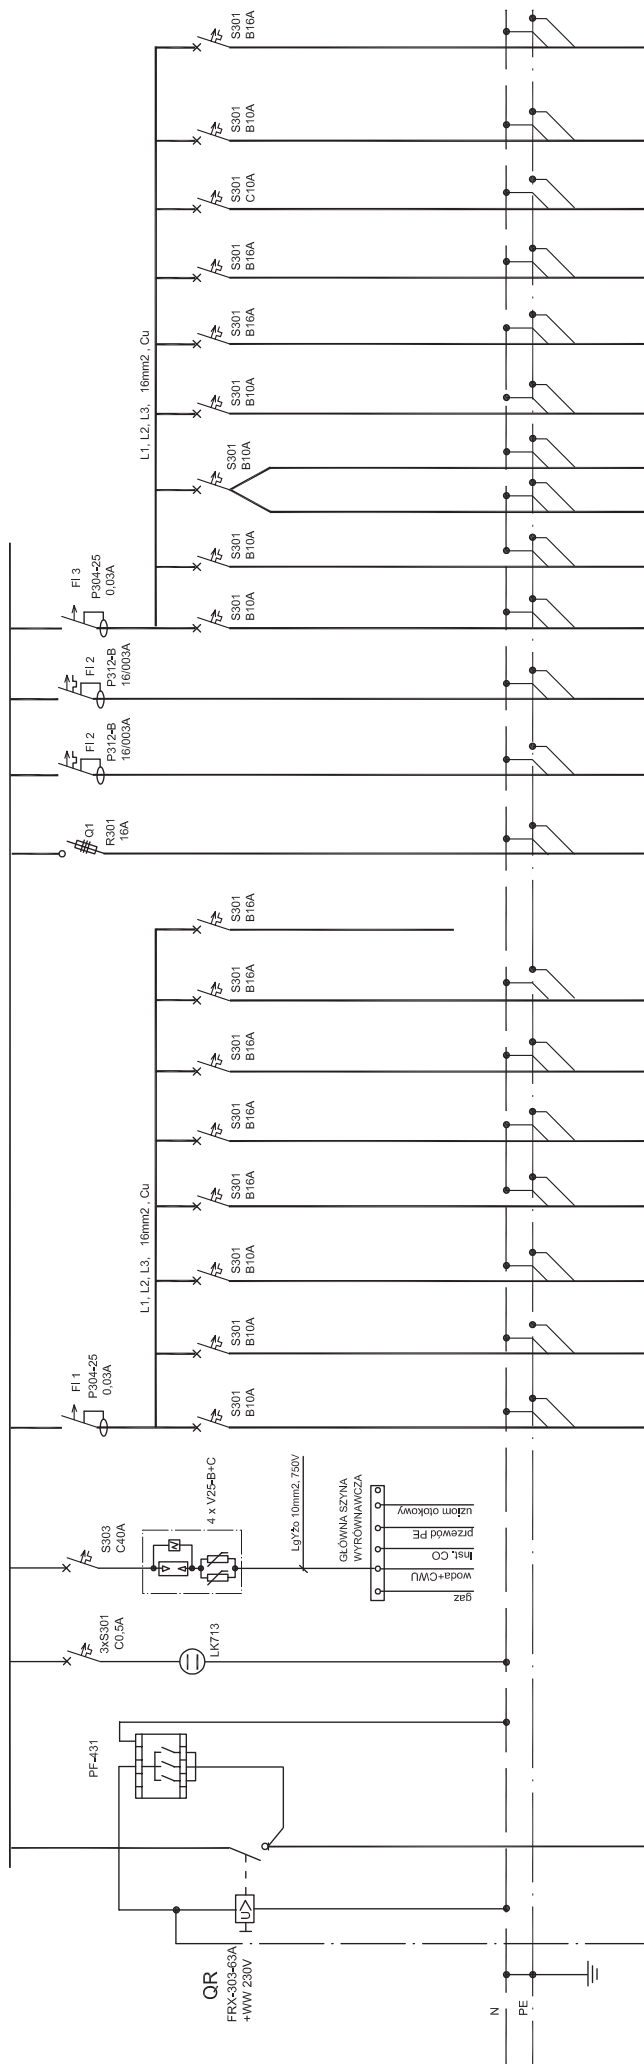 S301
B16A
S301
B10A
S301
C10A
S301
B16A
S301
B16A
S301
B10A
S301
B10A
S301
B10A
S301
B10A
L1, L2, L3, 16mm2 , Cu
FI 3
P304-25
0,03A
FI 2
P312-B
16/003A
FI 2
P312-B
16/003A
Q1
R301
16A
S301
B16A
S301
B16A
S301
B16A
S301
B16A
S301
B16A
S301
B10A
S301
B10A
S301
B10A
L1, L2, L3, 16mm2 , Cu
FI 1
P304-25
0,03A
S303
C40A
4 x V25-B+C
LgYżo 10mm2, 750V
GŁÓWNA SZYNA
WYRÓWNAWCZA
uziom otokowy
przewód PE
Inst. CO
woda+CWU
gaz
3xS301
C0,5A
LK713
PF-431
U>
QR
FRX-303-63A
+WW 230V
N
PE